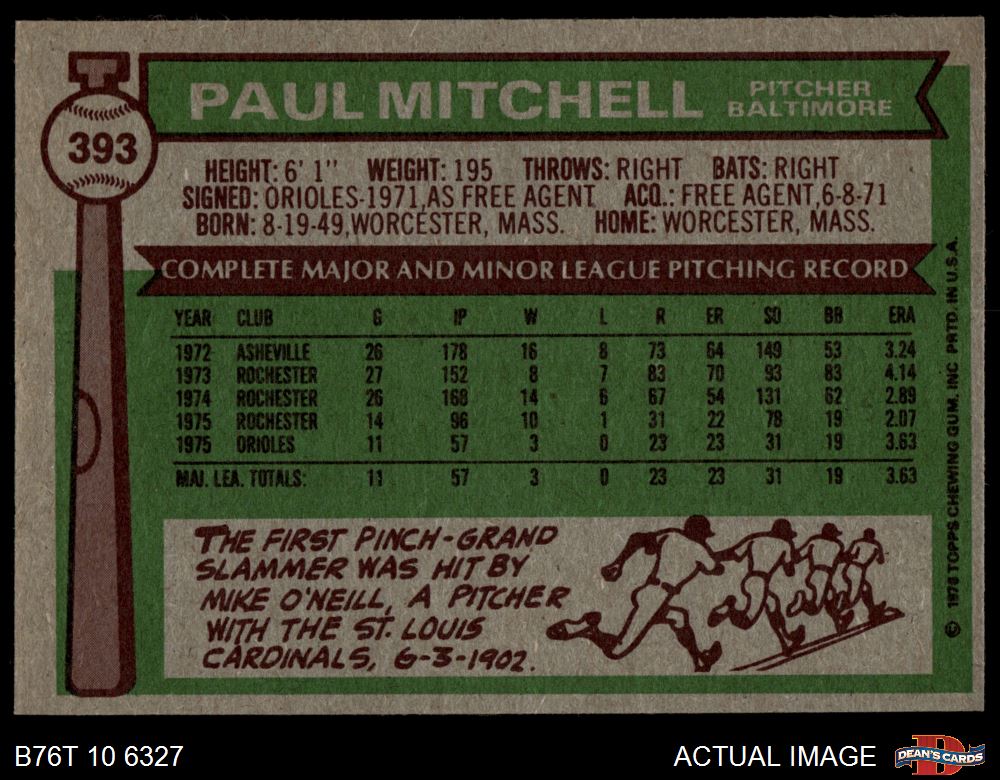 T
PAUL MITCHELL
PITCHER
BALTIMORE
393
HEIGHT: 6' 1" WEIGHT: 195 THROWS: RIGHT BATS: RIGHT
SIGNED: ORIOLES-1971, AS FREE AGENT ACQ.: FREE AGENT, 6-8-71
BORN: 8-19-49, WORCESTER, MASS. HOME: WORCESTER, MASS.
COMPLETE MAJOR AND MINOR LEAGUE PITCHING RECORD
YEAR CLUB G IP W L R ER SO BB ERA
1972 ASHEVILLE 26 178 16 8 73 64 149 53 3.24
1973 ROCHESTER 27 152 8 7 83 70 93 83 4.14
1974 ROCHESTER 26 168 14 6 67 54 131 62 2.89
1975 ROCHESTER 14 96 10 1 31 22 78 19 2.07
1975 ORIOLES 11 57 3 0 23 23 31 19 3.63
MAJ. LEA. TOTALS: 11 57 3 0 23 23 31 19 3.63
THE FIRST PINCH-GRAND
SLAMMER WAS HIT BY
MIKE O'NEILL, A PITCHER
WITH THE ST. LOUIS
CARDINALS, 6-3-1902.
© 1976 TOPPS CHEWING GUM, INC PRTD. IN U.S.A.
B76T 10 6327
ACTUAL IMAGE
DEAN'S CARDS